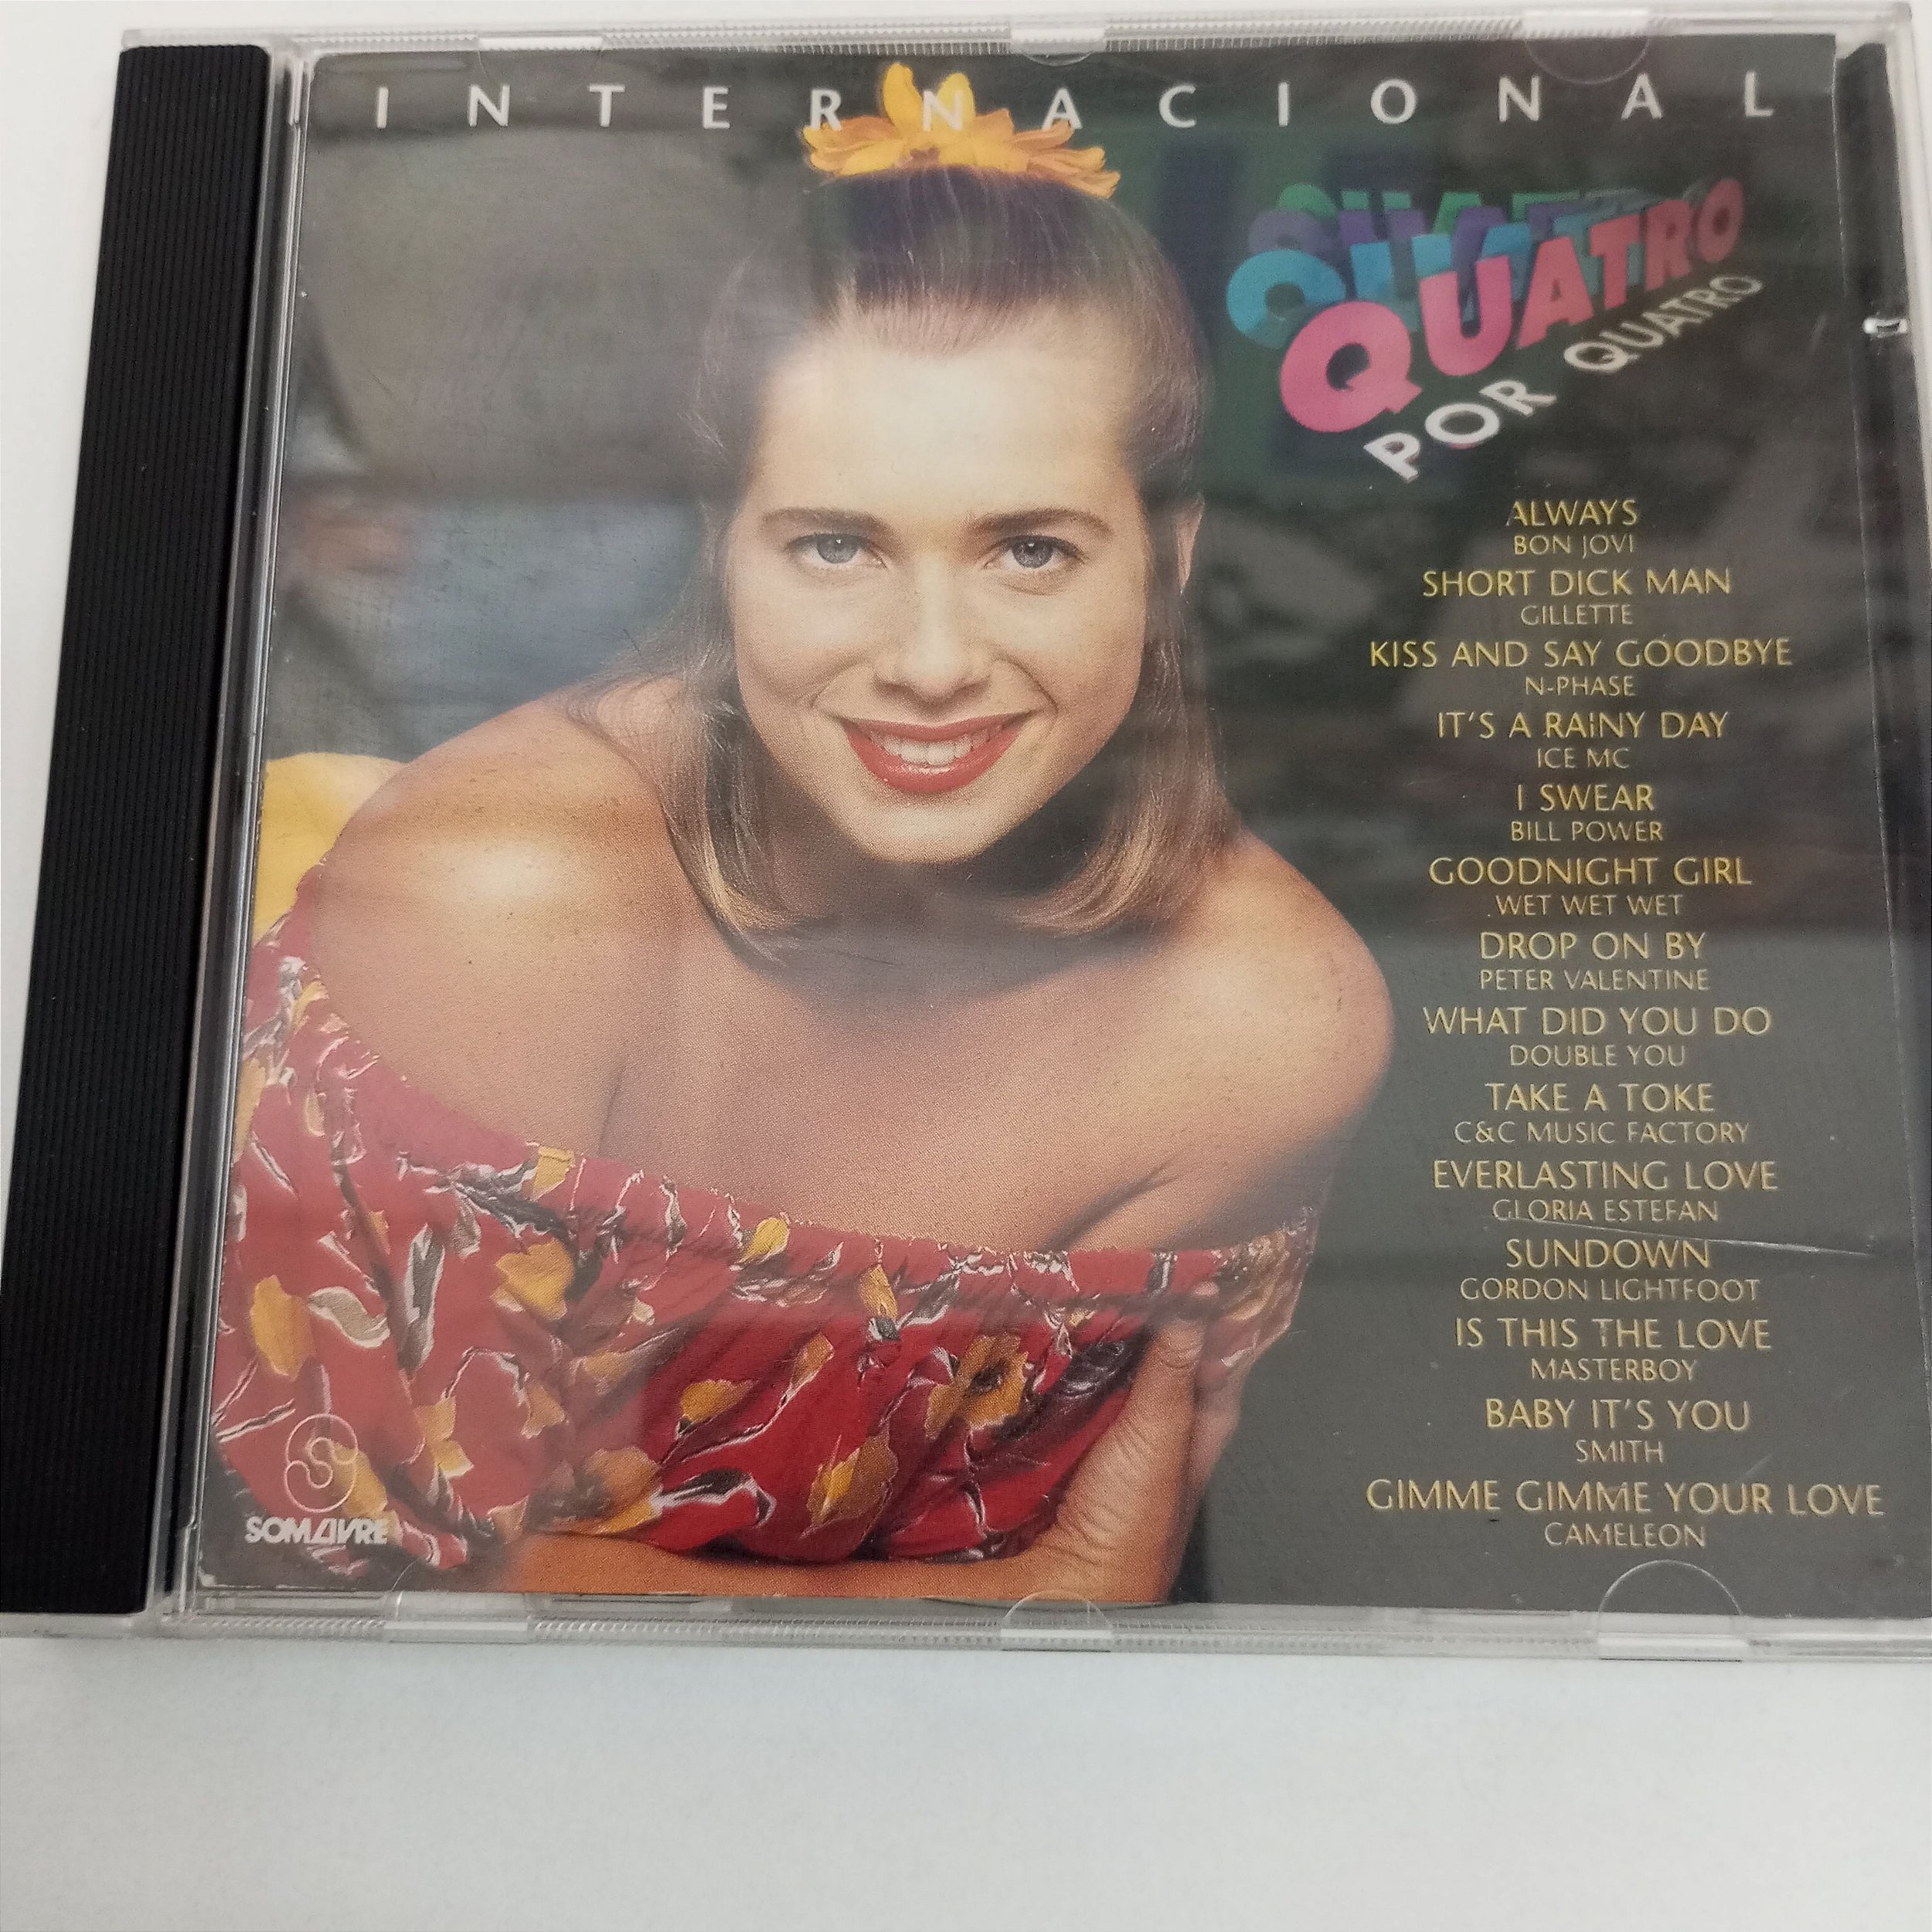 INTERNACIONAL
QUATRO
POR QUATRO
ALWAYS
BON JOVI
SHORT DICK MAN
GILLETTE
KISS AND SAY GOODBYE
N-PHASE
IT'S A RAINY DAY
ICE MC
I SWEAR
BILL POWER
GOODNIGHT GIRL
WET WET WET
DROP ON BY
PETER VALENTINE
WHAT DID YOU DO
DOUBLE YOU
TAKE A TOKE
C&C MUSIC FACTORY
EVERLASTING LOVE
GLORIA ESTEFAN
SUNDOWN
GORDON LIGHTFOOT
IS THIS THE LOVE
MASTERBOY
BABY IT'S YOU
SMITH
GIMME GIMME YOUR LOVE
CAMELEON
SOM LIVRE